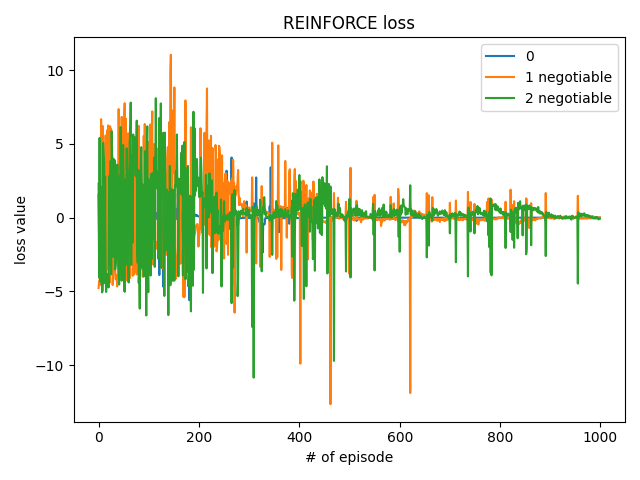 REINFORCE loss
0
1 negotiable
2 negotiable
loss value
10
5
0
−5
−10
0
200
400
600
800
1000
# of episode